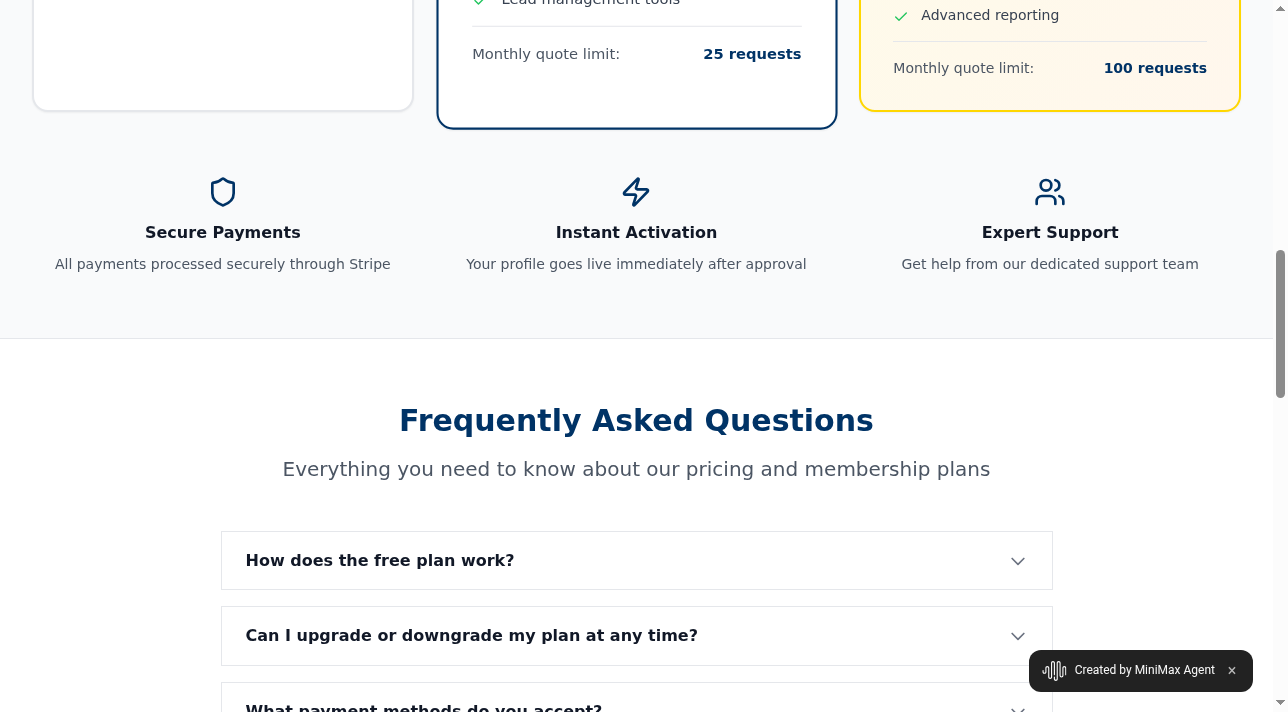 Lead management tools
Monthly quote limit: 25 requests
Advanced reporting
Monthly quote limit: 100 requests
Secure Payments
All payments processed securely through Stripe
Instant Activation
Your profile goes live immediately after approval
Expert Support
Get help from our dedicated support team
Frequently Asked Questions
Everything you need to know about our pricing and membership plans
How does the free plan work?
Can I upgrade or downgrade my plan at any time?
What payment methods do you accept?
Created by MiniMax Agent ×